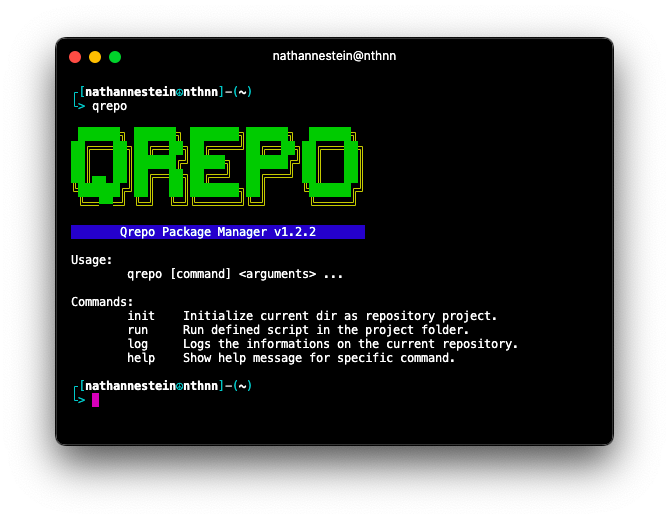 nathannestein@nthnn
┌[nathannestein☮nthnn]-(~)
└> qrepo
QREPO
Qrepo Package Manager v1.2.2
Usage:
qrepo [command] <arguments> ...
Commands:
init    Initialize current dir as repository project.
run     Run defined script in the project folder.
log     Logs the informations on the current repository.
help    Show help message for specific command.
┌[nathannestein☮nthnn]-(~)
└>